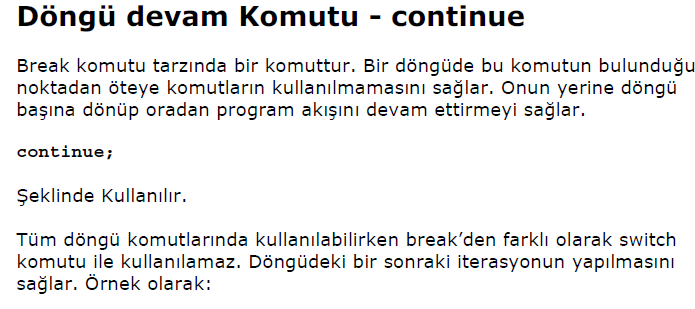 Döngü devam Komutu - continue
Break komutu tarzında bir komuttur. Bir döngüde bu komutun bulunduğu
noktadan öteye komutların kullanılmamasını sağlar. Onun yerine döngü
başına dönüp oradan program akışını devam ettirmeyi sağlar.
continue;
Şeklinde Kullanılır.
Tüm döngü komutlarında kullanılabilirken break’den farklı olarak switch
komutu ile kullanılamaz. Döngüdeki bir sonraki iterasyonun yapılmasını
sağlar. Örnek olarak: